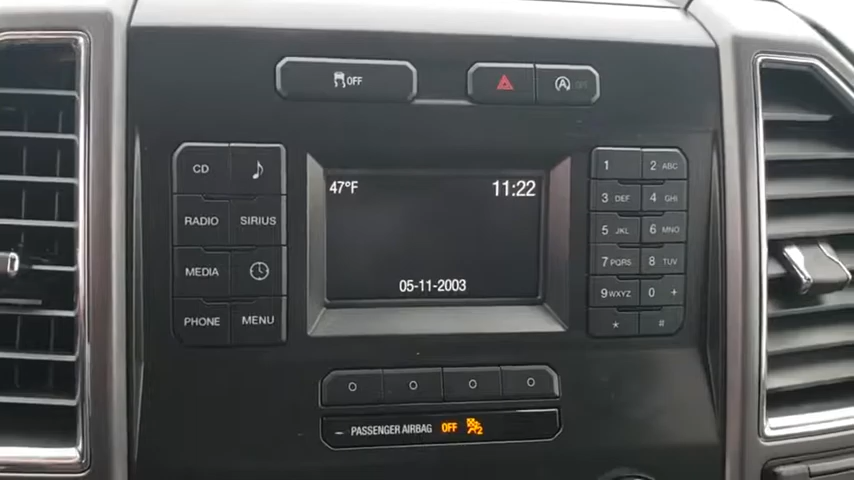 OFF
A OFF
CD
RADIO SIRIUS
MEDIA
PHONE MENU
47°F 11:22
05-11-2003
1 2 ABC
3 DEF 4 GHI
5 JKL 6 MNO
7 PQRS 8 TUV
9 WXYZ 0 +
* #
PASSENGER AIRBAG OFF 2